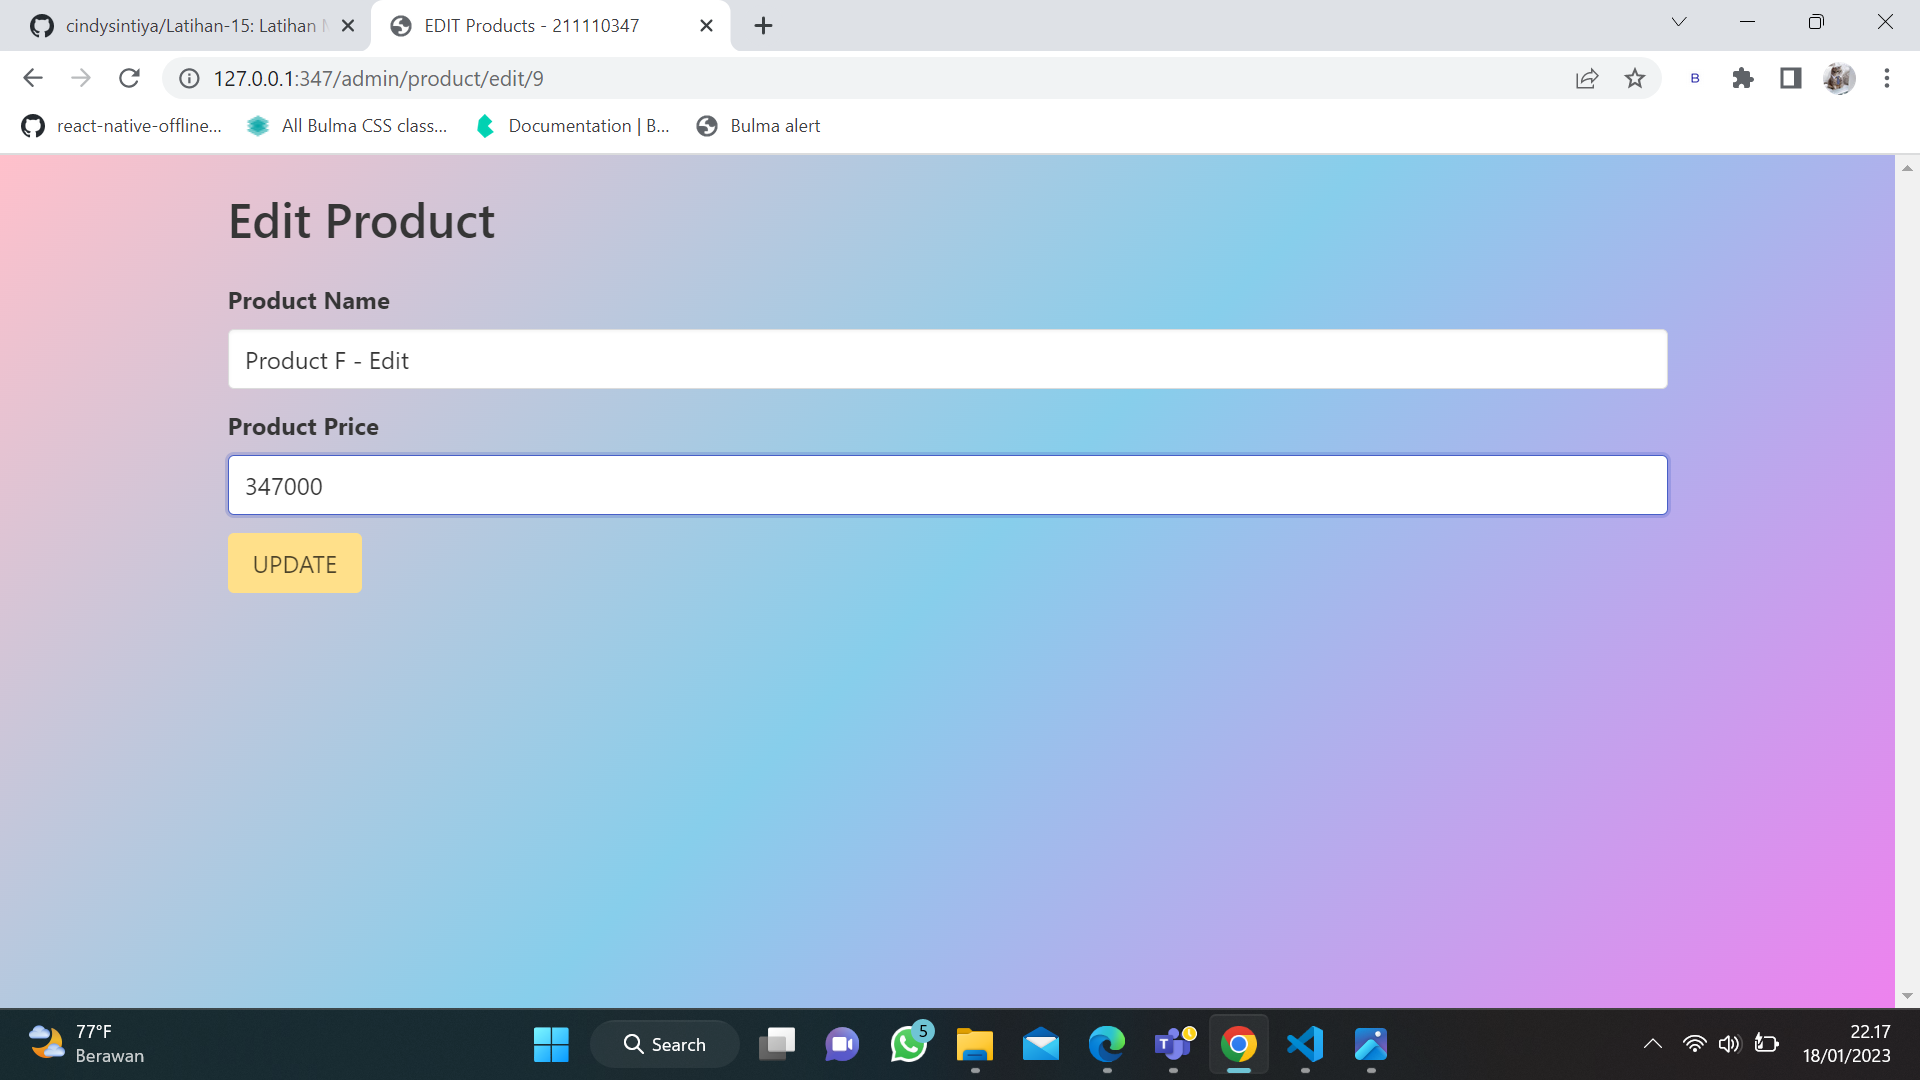 cindysintiya/Latihan-15: Latihan
EDIT Products - 211110347
127.0.0.1:347/admin/product/edit/9
B
react-native-offline...
All Bulma CSS class...
Documentation | B...
Bulma alert
Edit Product
Product Name
Product F - Edit
Product Price
347000
UPDATE
77°F
Berawan
Search
5
22.17
18/01/2023